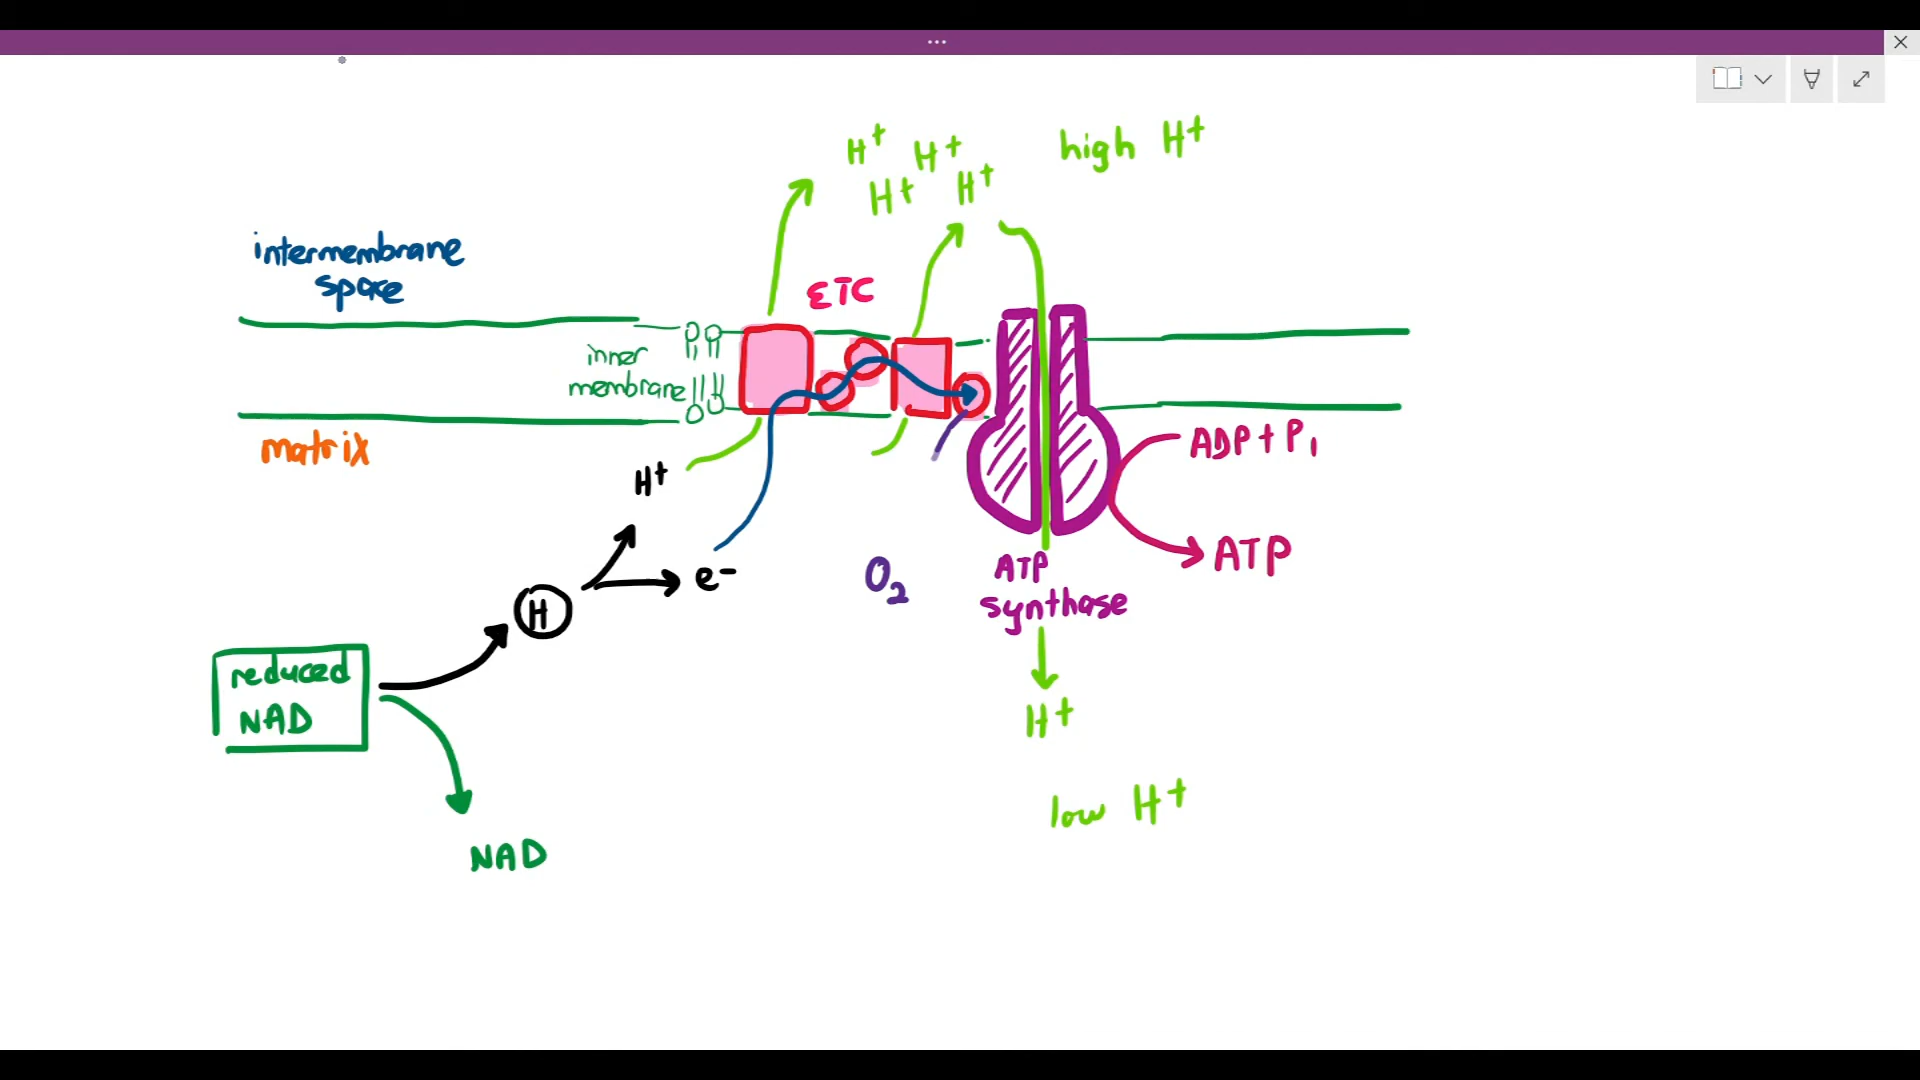 H+ H+
H+ H+
high H+
intermembrane
space
ETC
inner
membrane
matrix
H+
ADP + Pi
ATP
e-
O2
ATP
synthase
H
reduced
NAD
H+
low H+
NAD